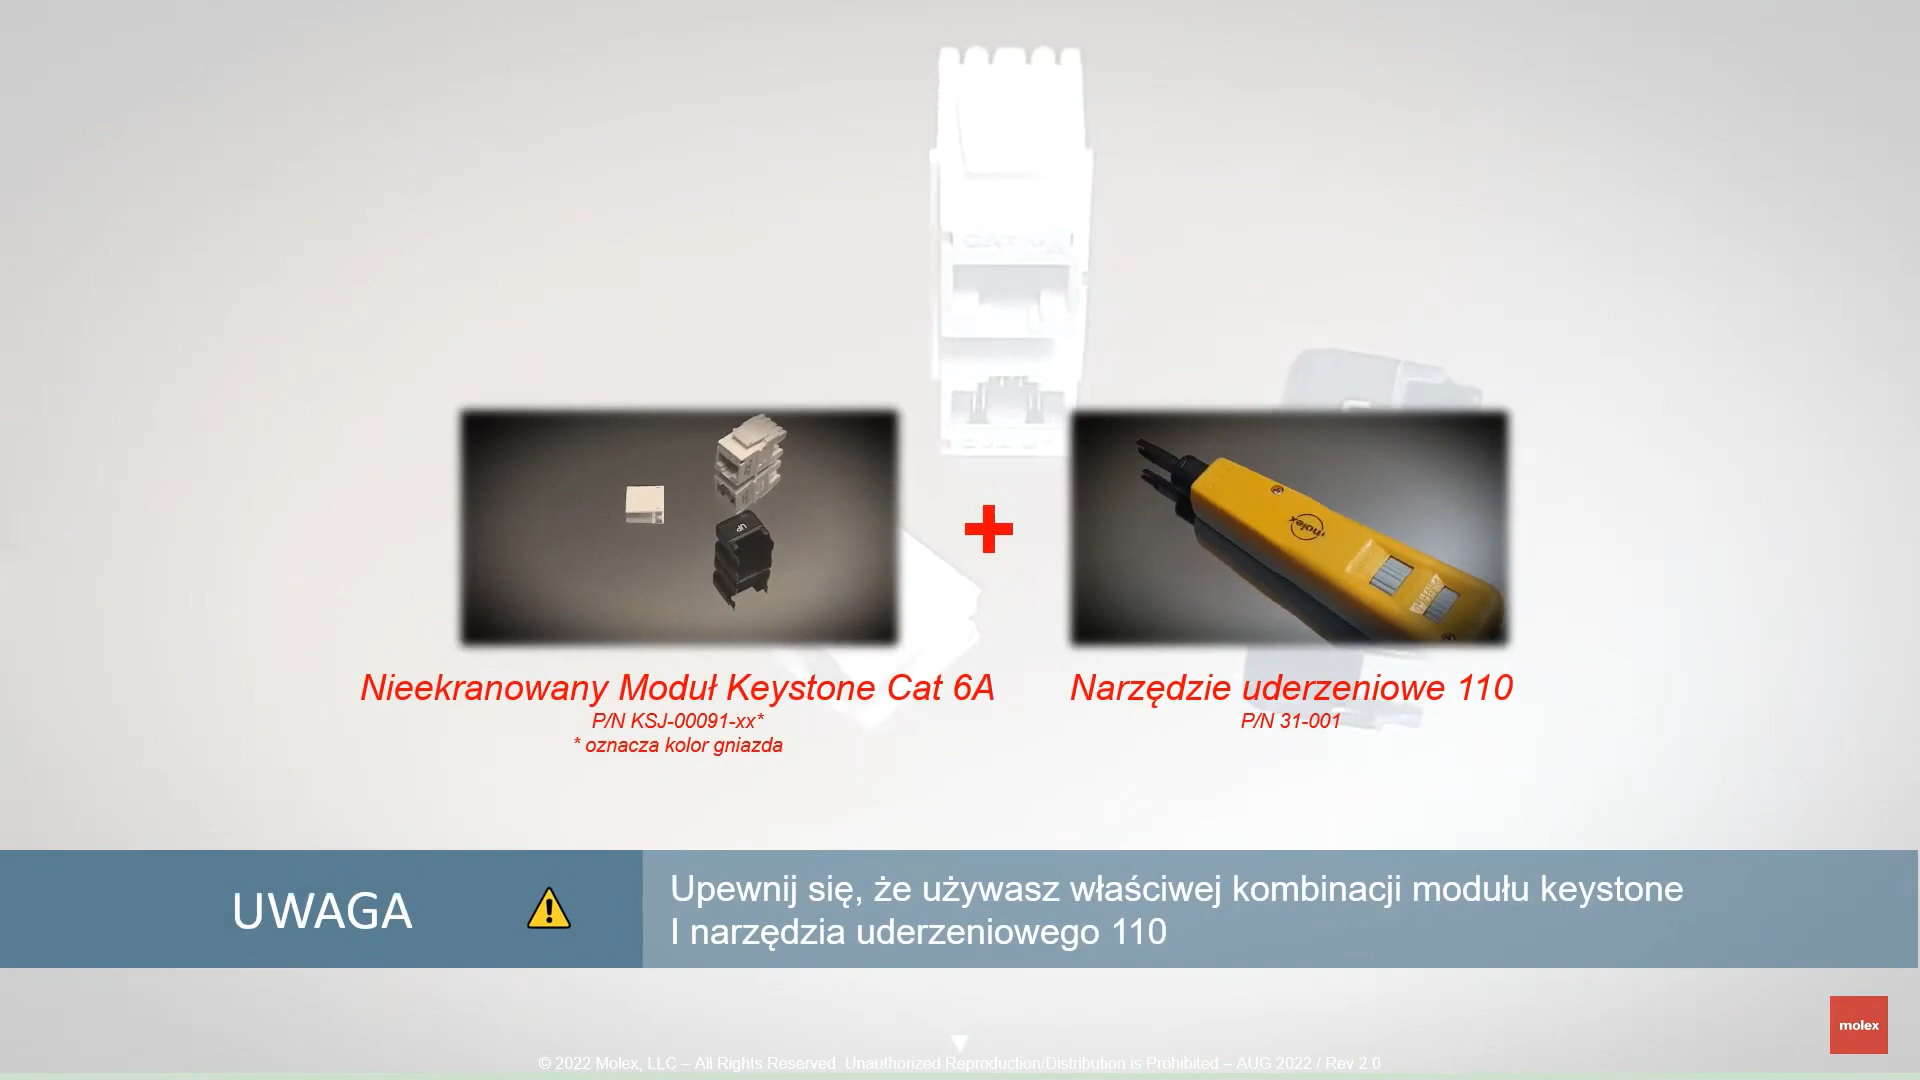 UP
molex
Nieekranowany Moduł Keystone Cat 6A
P/N KSJ-00091-xx*
* oznacza kolor gniazda
Narzędzie uderzeniowe 110
P/N 31-001
UWAGA
Upewnij się, że używasz właściwej kombinacji modułu keystone
I narzędzia uderzeniowego 110
molex
© 2022 Molex, LLC – All Rights Reserved. Unauthorized Reproduction/Distribution is Prohibited – AUG 2022 / Rev 2.0